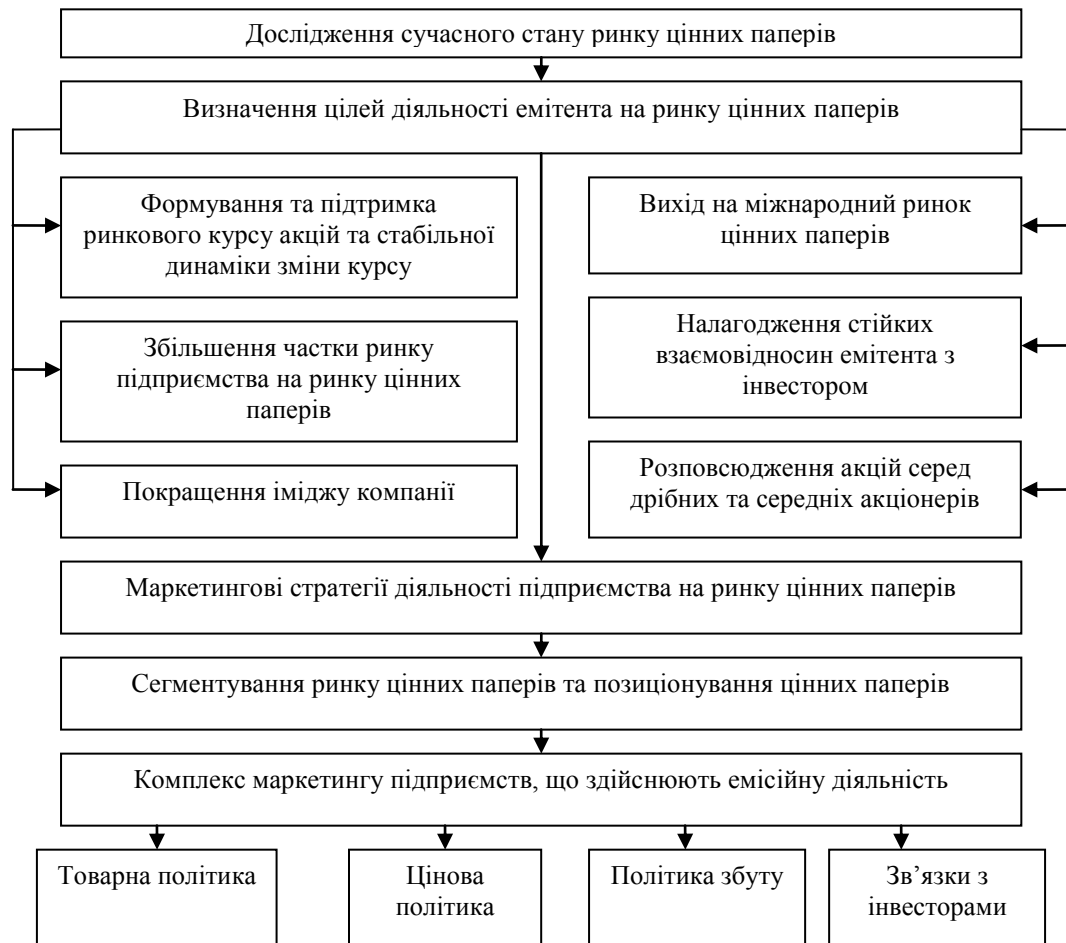 Дослідження сучасного стану ринку цінних паперів
Визначення цілей діяльності емітента на ринку цінних паперів
Формування та підтримка
ринкового курсу акцій та стабільної
динаміки зміни курсу
Збільшення частки ринку
підприємства на ринку цінних
паперів
Покращення іміджу компанії
Вихід на міжнародний ринок
цінних паперів
Налагодження стійких
взаємовідносин емітента з
інвестором
Розповсюдження акцій серед
дрібних та середніх акціонерів
Маркетингові стратегії діяльності підприємства на ринку цінних паперів
Сегментування ринку цінних паперів та позиціонування цінних паперів
Комплекс маркетингу підприємств, що здійснюють емісійну діяльність
Товарна політика
Цінова
політика
Політика збуту
Зв’язки з
інвесторами